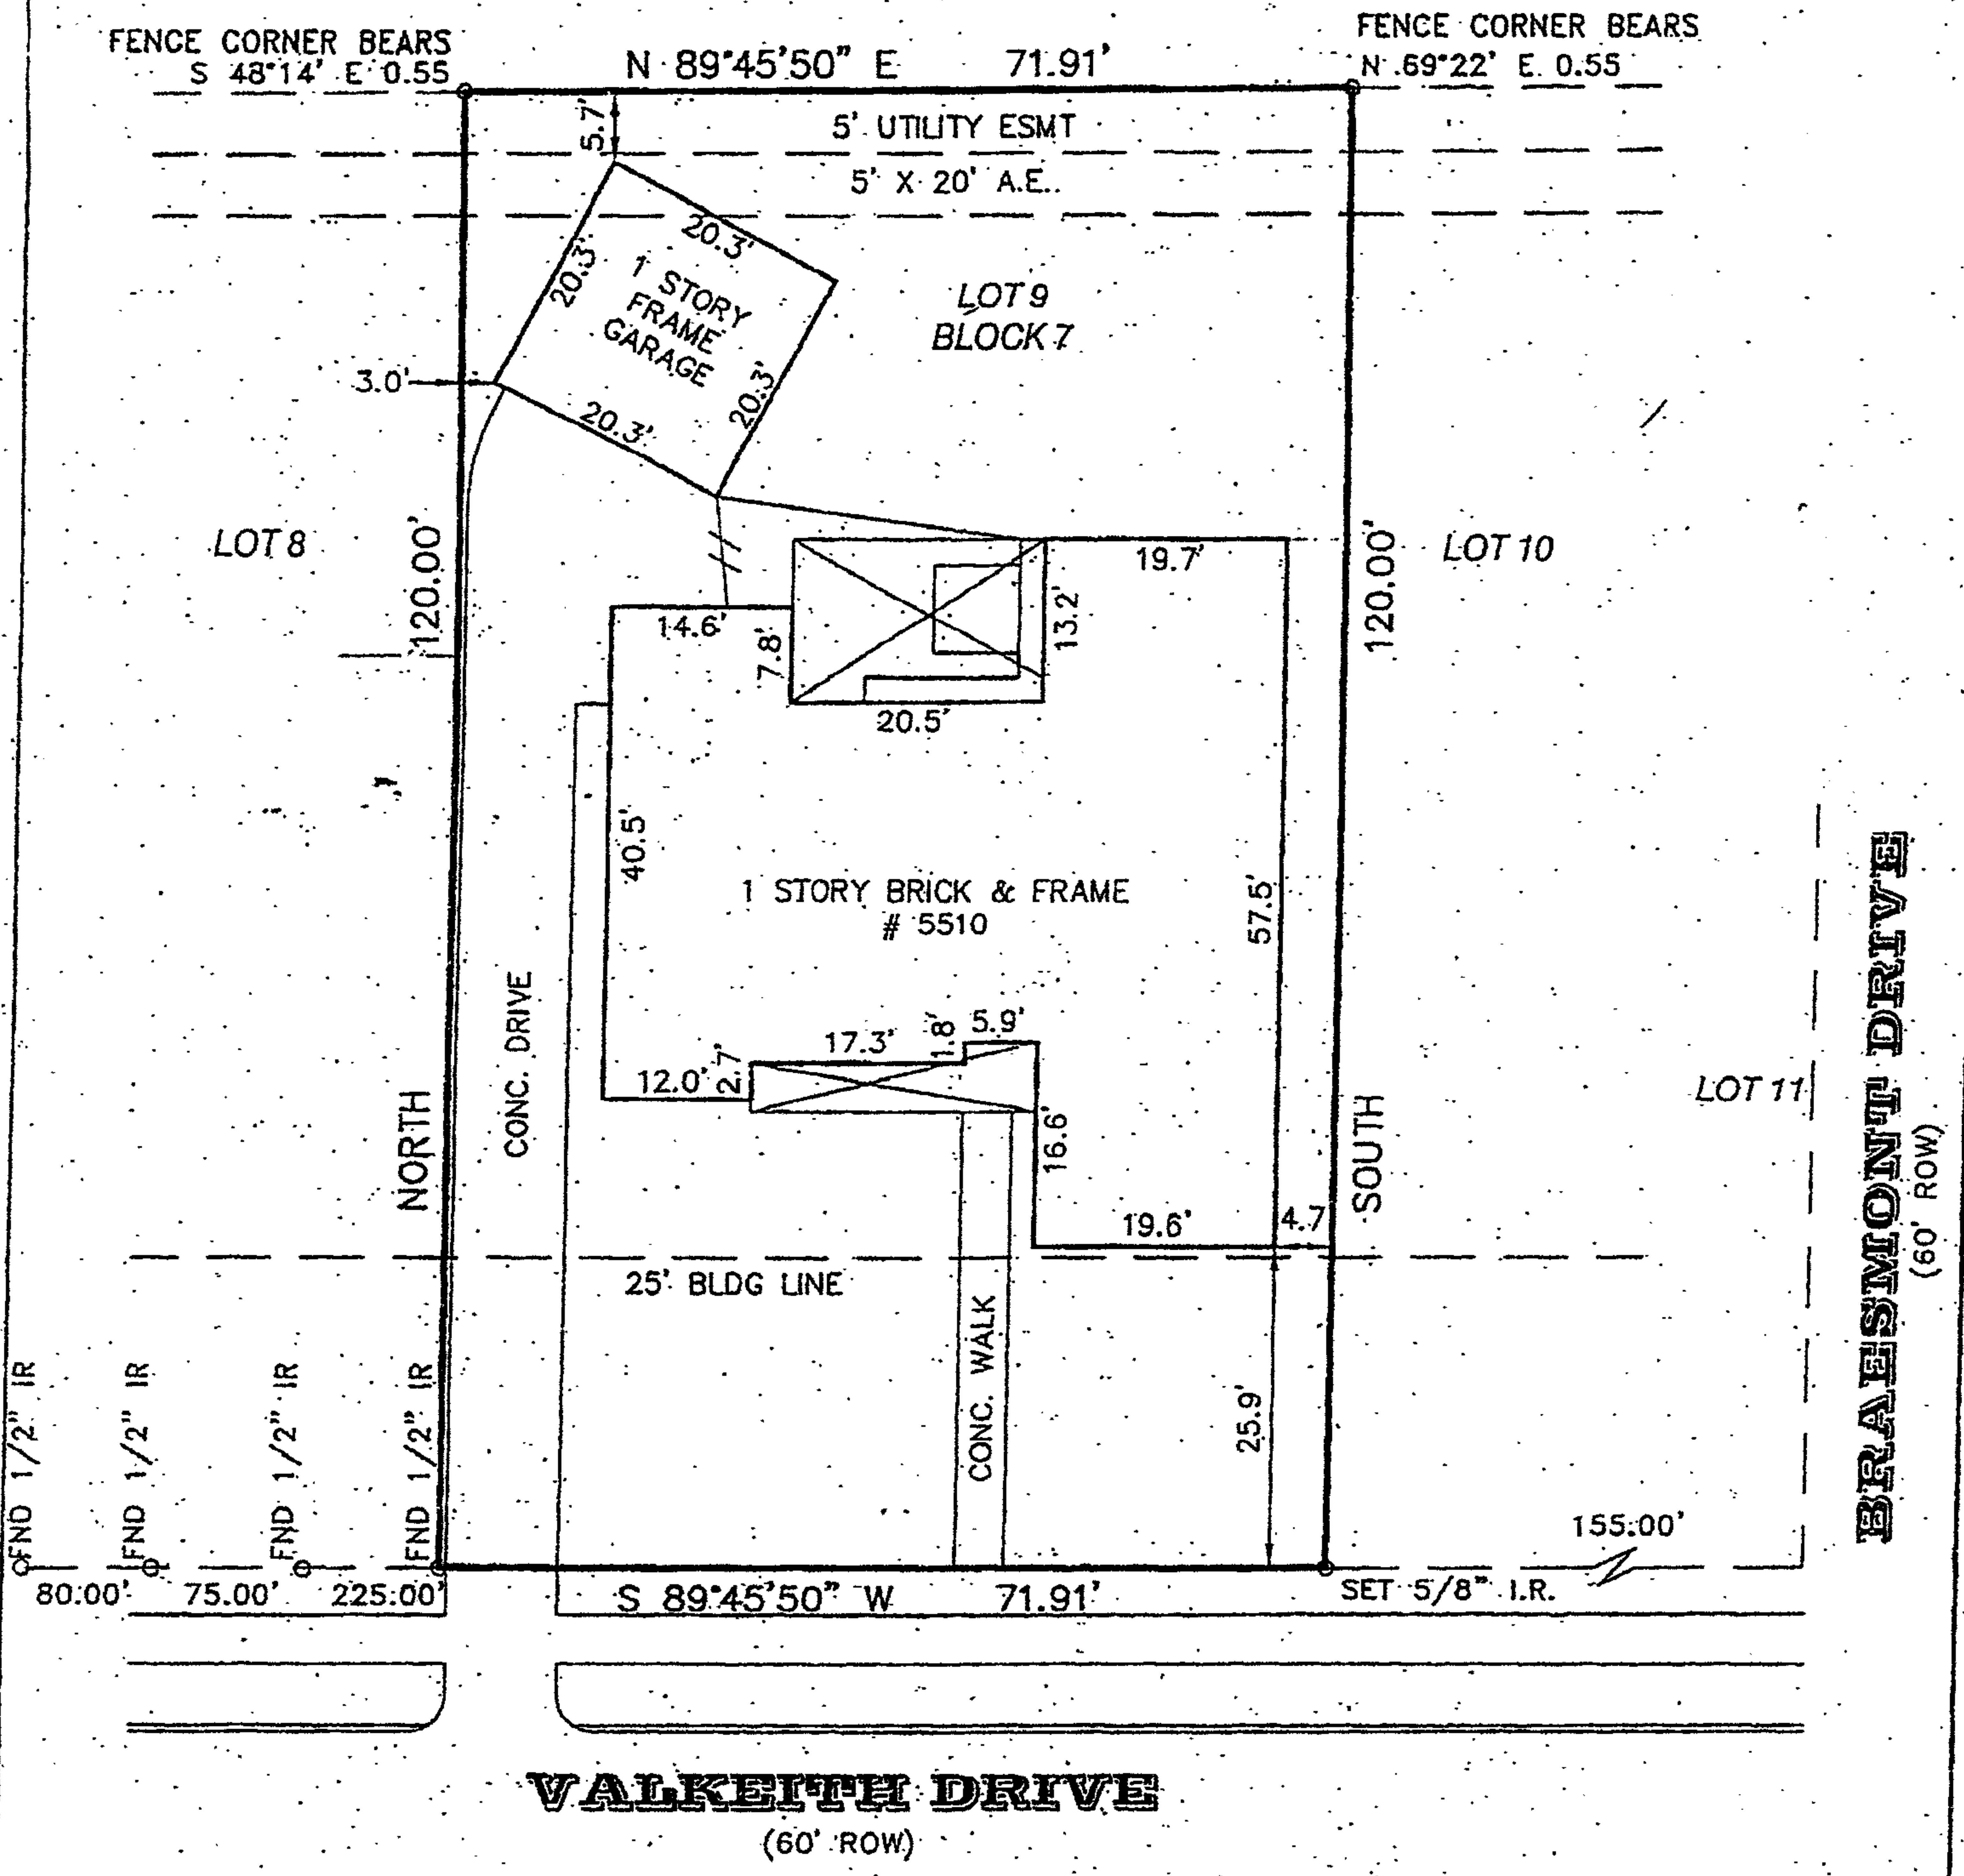 FENCE CORNER BEARS
S 48°14' E 0.55
N 89°45'50" E 71.91'
FENCE CORNER BEARS
N 69°22' E 0.55
5.7'
5' UTILITY ESMT
5' X 20' A.E.
20.3'
20.3'
1 STORY
FRAME
GARAGE
20.3'
20.3'
3.0'
LOT 9
BLOCK 7
LOT 8
120.00'
NORTH
LOT 10
120.00'
SOUTH
14.6'
7.8'
20.5'
13.2'
19.7'
40.5'
1 STORY BRICK & FRAME
# 5510
57.5'
CONC. DRIVE
12.0'
2.7'
17.3'
1.8'
5.9'
16.6'
19.6'
4.7
LOT 11
25' BLDG LINE
CONC. WALK
25.9'
BRAESMONT DRIVE
(60' ROW)
FND 1/2" IR
FND 1/2" IR
FND 1/2" IR
FND 1/2" IR
80.00'
75.00'
225.00'
S 89°45'50" W 71.91'
SET 5/8" I.R.
155.00'
VALKEITH DRIVE
(60' ROW)